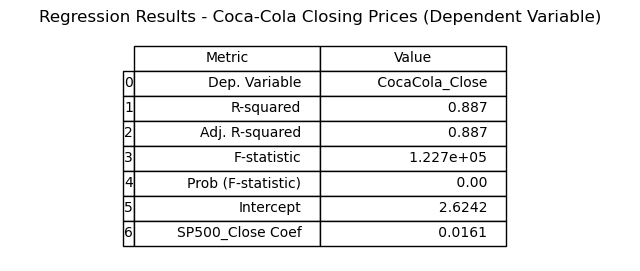 Regression Results - Coca-Cola Closing Prices (Dependent Variable)
Metric Value
0 Dep. Variable CocaCola_Close
1 R-squared 0.887
2 Adj. R-squared 0.887
3 F-statistic 1.227e+05
4 Prob (F-statistic) 0.00
5 Intercept 2.6242
6 SP500_Close Coef 0.0161